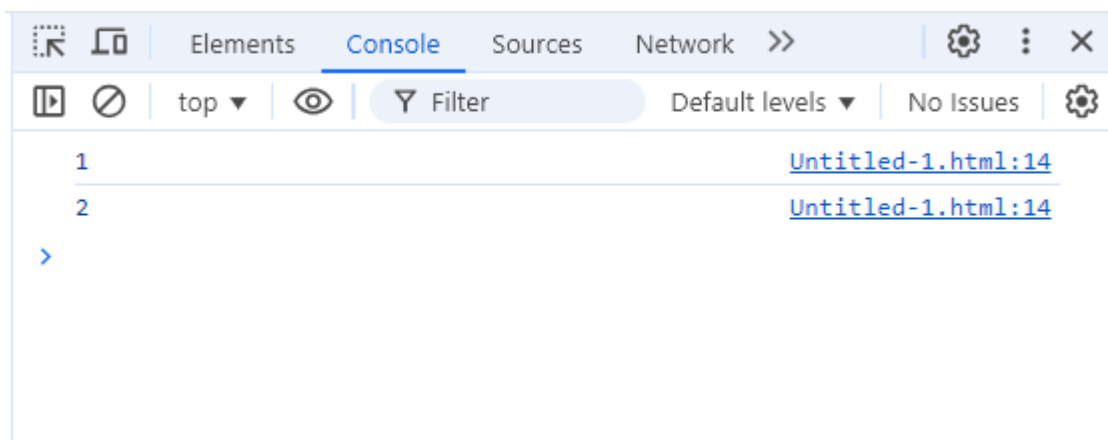 Elements Console Sources Network
top Filter Default levels No Issues
1 Untitled-1.html:14
2 Untitled-1.html:14